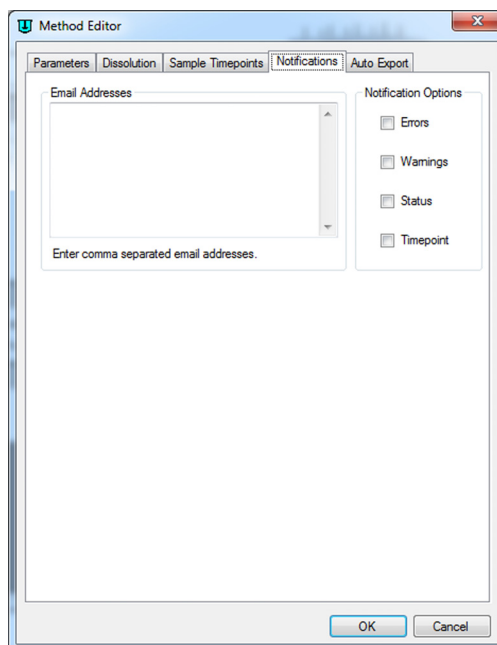 Method Editor
Parameters Dissolution Sample Timepoints Notifications Auto Export
Email Addresses
Enter comma separated email addresses.
Notification Options
Errors
Warnings
Status
Timepoint
OK Cancel